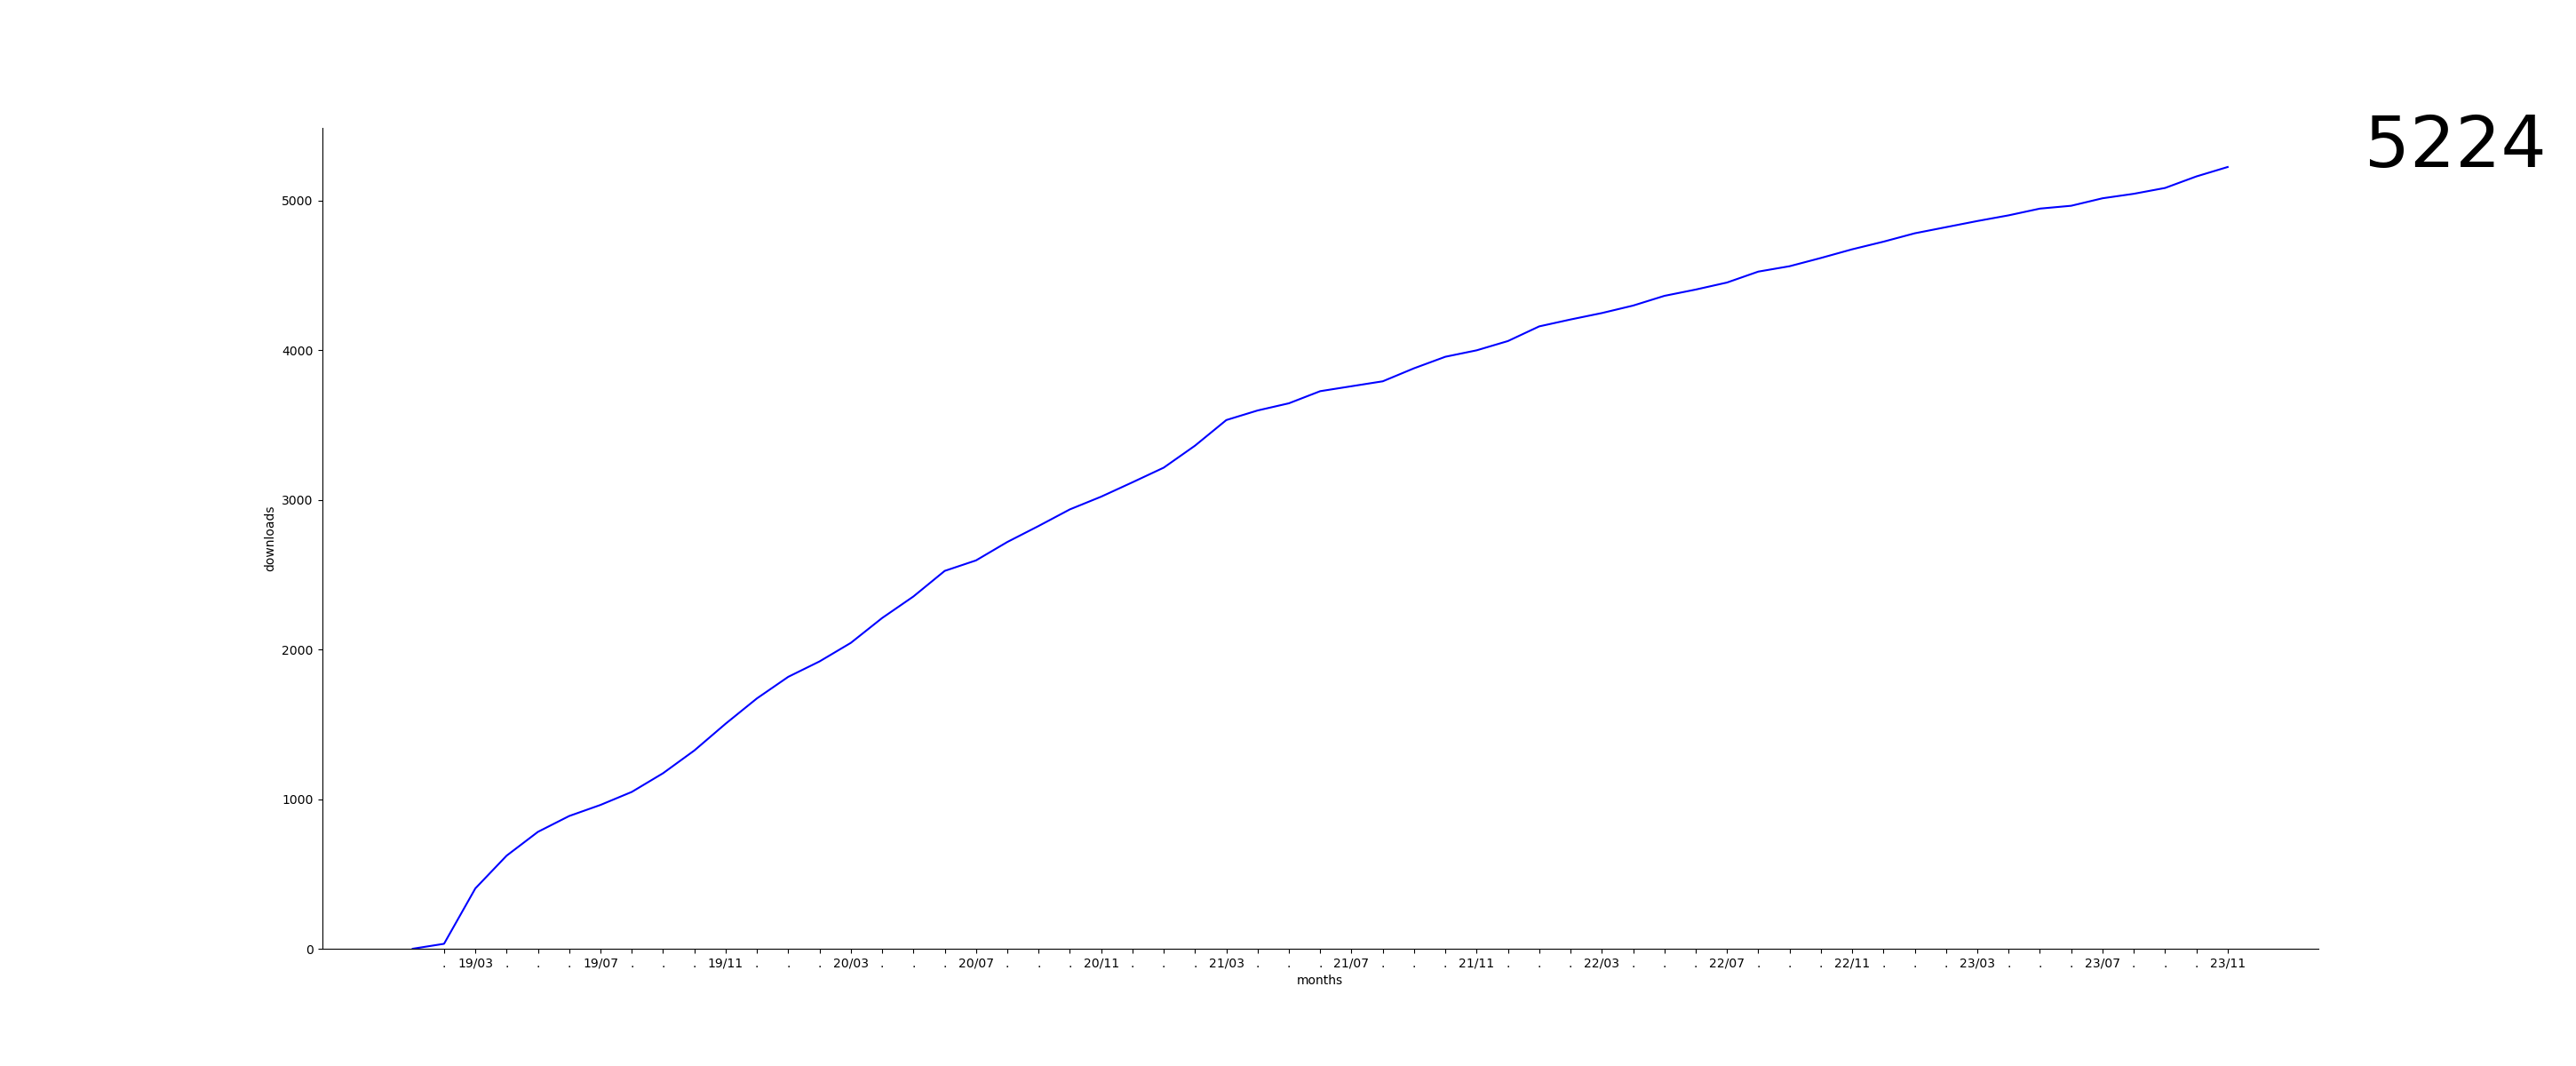 5224
5000
4000
3000
2000
1000
0
downloads
. 19/03 . . . 19/07 . . . 19/11 . . . 20/03 . . . 20/07 . . . 20/11 . . . 21/03 . . . 21/07 . . . 21/11 . . . 22/03 . . . 22/07 . . . 22/11 . . . 23/03 . . . 23/07 . . . 23/11
months